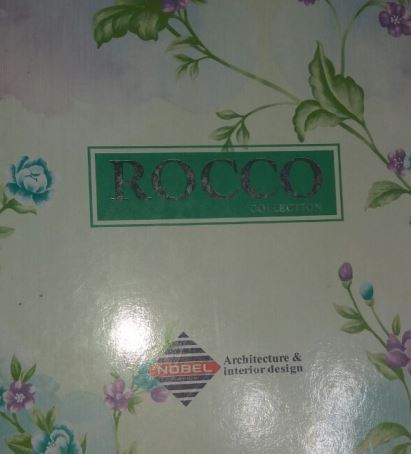 ROCCO
COLLECTION
NOBEL
Architecture &
interior design